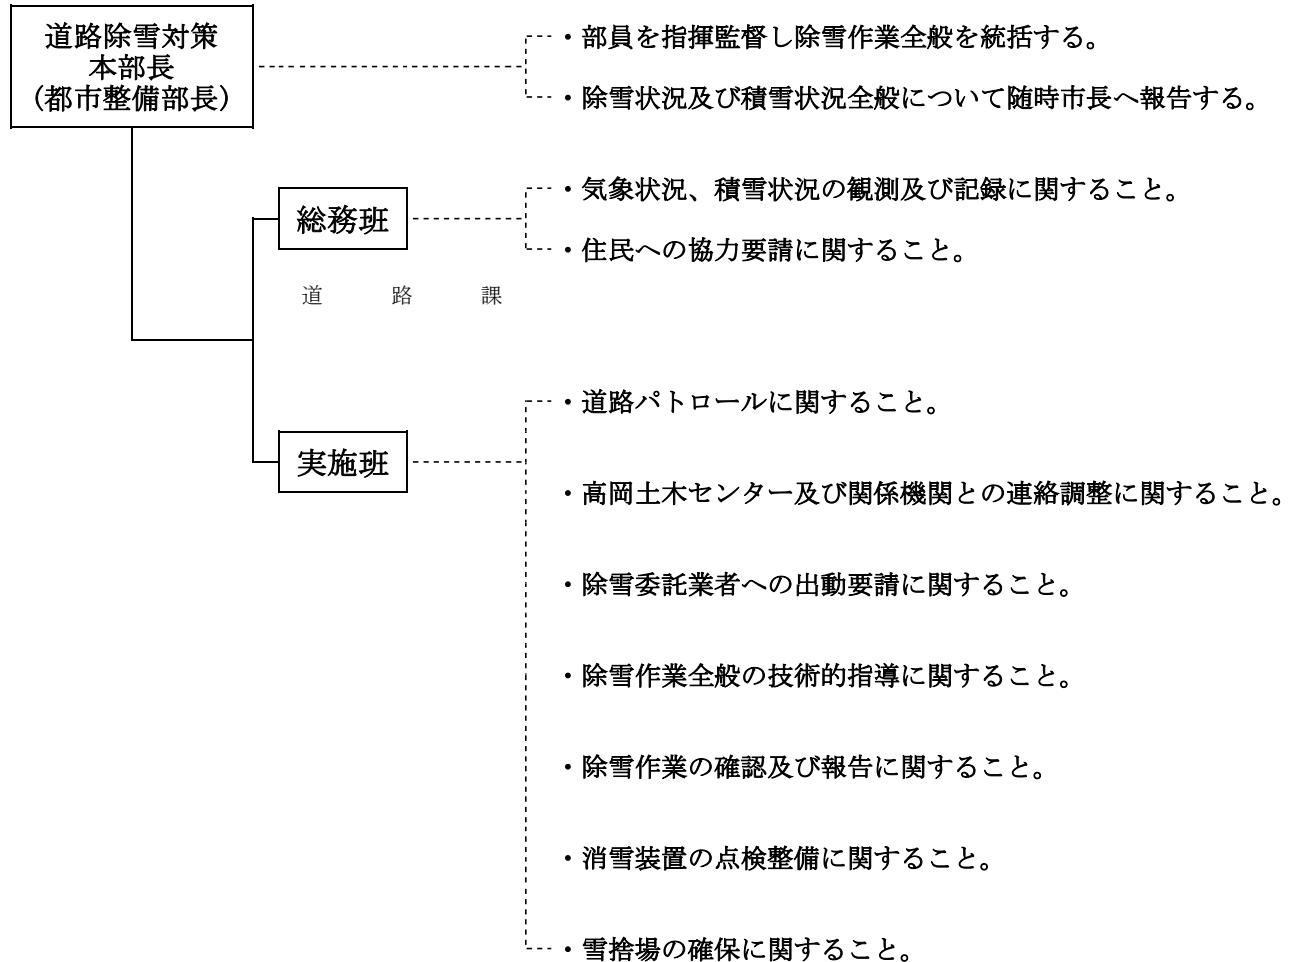 道路除雪対策
本部長
（都市整備部長）
・部員を指揮監督し除雪作業全般を統括する。
・除雪状況及び積雪状況全般について随時市長へ報告する。
総務班
・気象状況、積雪状況の観測及び記録に関すること。
・住民への協力要請に関すること。
道路課
実施班
・道路パトロールに関すること。
・高岡土木センター及び関係機関との連絡調整に関すること。
・除雪委託業者への出動要請に関すること。
・除雪作業全般の技術的指導に関すること。
・除雪作業の確認及び報告に関すること。
・消雪装置の点検整備に関すること。
・雪捨場の確保に関すること。